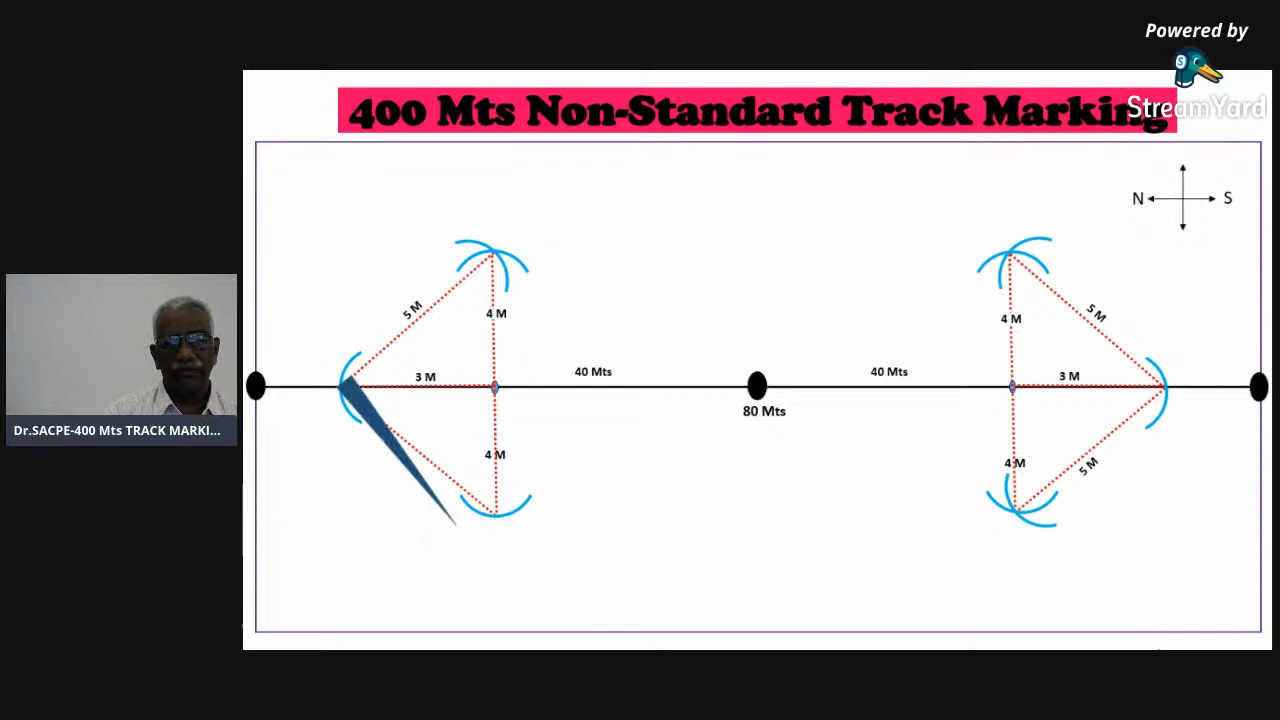 Powered by
StreamYard
400 Mts Non-Standard Track Marking
N
S
5 M
4 M
4 M
5 M
3 M
40 Mts
40 Mts
3 M
80 Mts
4 M
4 M
5 M
Dr.SACPE-400 Mts TRACK MARKI...